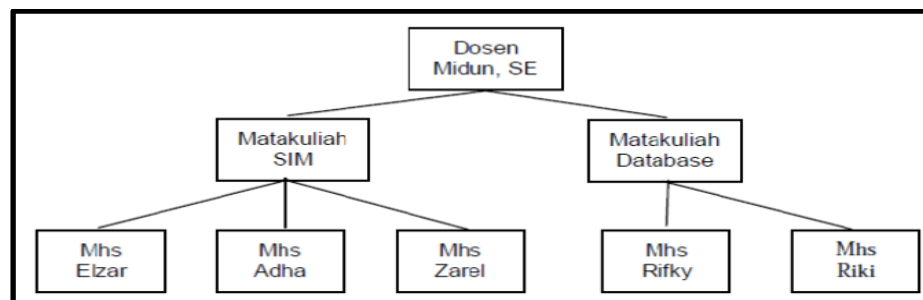 Dosen
Midun, SE
Matakuliah
SIM
Matakuliah
Database
Mhs
Elzar
Mhs
Adha
Mhs
Zarel
Mhs
Rifky
Mhs
Riki